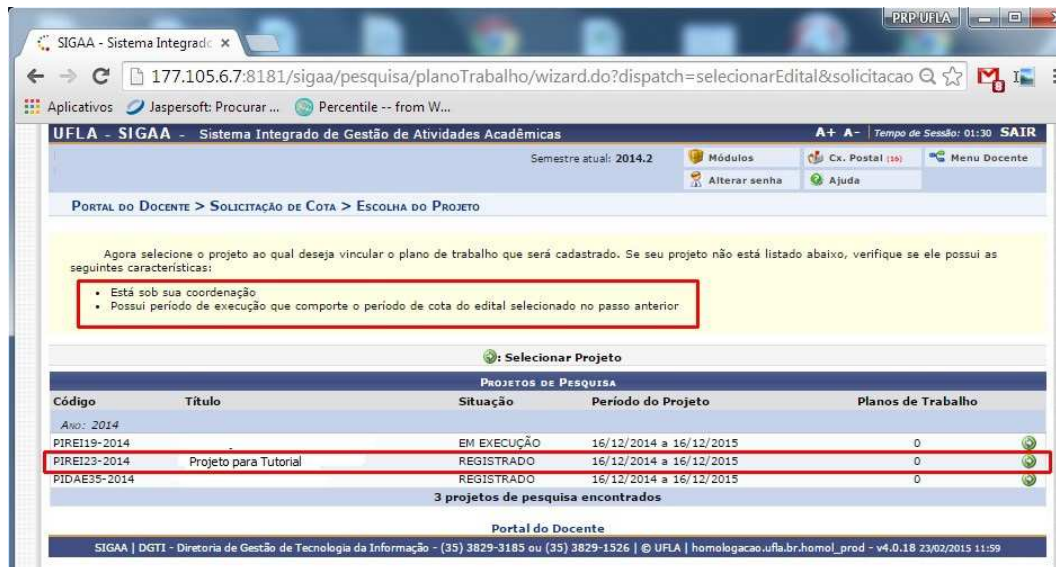 PRP UFLA
SIGAA - Sistema Integrado
177.105.6.7:8181/sigaa/pesquisa/planoTrabalho/wizard.do?dispatch=selecionarEdital&solicitacao
Aplicativos Jaspersoft: Procurar ... Percentile -- from W...
UFLA - SIGAA - Sistema Integrado de Gestão de Atividades Acadêmicas A+ A- Tempo de Sessão: 01:30 SAIR
Semestre atual: 2014.2 Módulos Cx. Postal (16) Menu Docente
Alterar senha Ajuda
PORTAL DO DOCENTE > SOLICITAÇÃO DE COTA > ESCOLHA DO PROJETO
Agora selecione o projeto ao qual deseja vincular o plano de trabalho que será cadastrado. Se seu projeto não está listado abaixo, verifique se ele possui as
seguintes características:
• Está sob sua coordenação
• Possui período de execução que comporte o período de cota do edital selecionado no passo anterior
: Selecionar Projeto
PROJETOS DE PESQUISA
Código Título Situação Período do Projeto Planos de Trabalho
ANO: 2014
PIREI19-2014 EM EXECUÇÃO 16/12/2014 a 16/12/2015 0
PIREI23-2014 Projeto para Tutorial REGISTRADO 16/12/2014 a 16/12/2015 0
PIDAE35-2014 REGISTRADO 16/12/2014 a 16/12/2015 0
3 projetos de pesquisa encontrados
Portal do Docente
SIGAA | DGTI - Diretoria de Gestão de Tecnologia da Informação - (35) 3829-3185 ou (35) 3829-1526 | © UFLA | homologacao.ufla.br.homol_prod - v4.0.18 23/02/2015 11:59